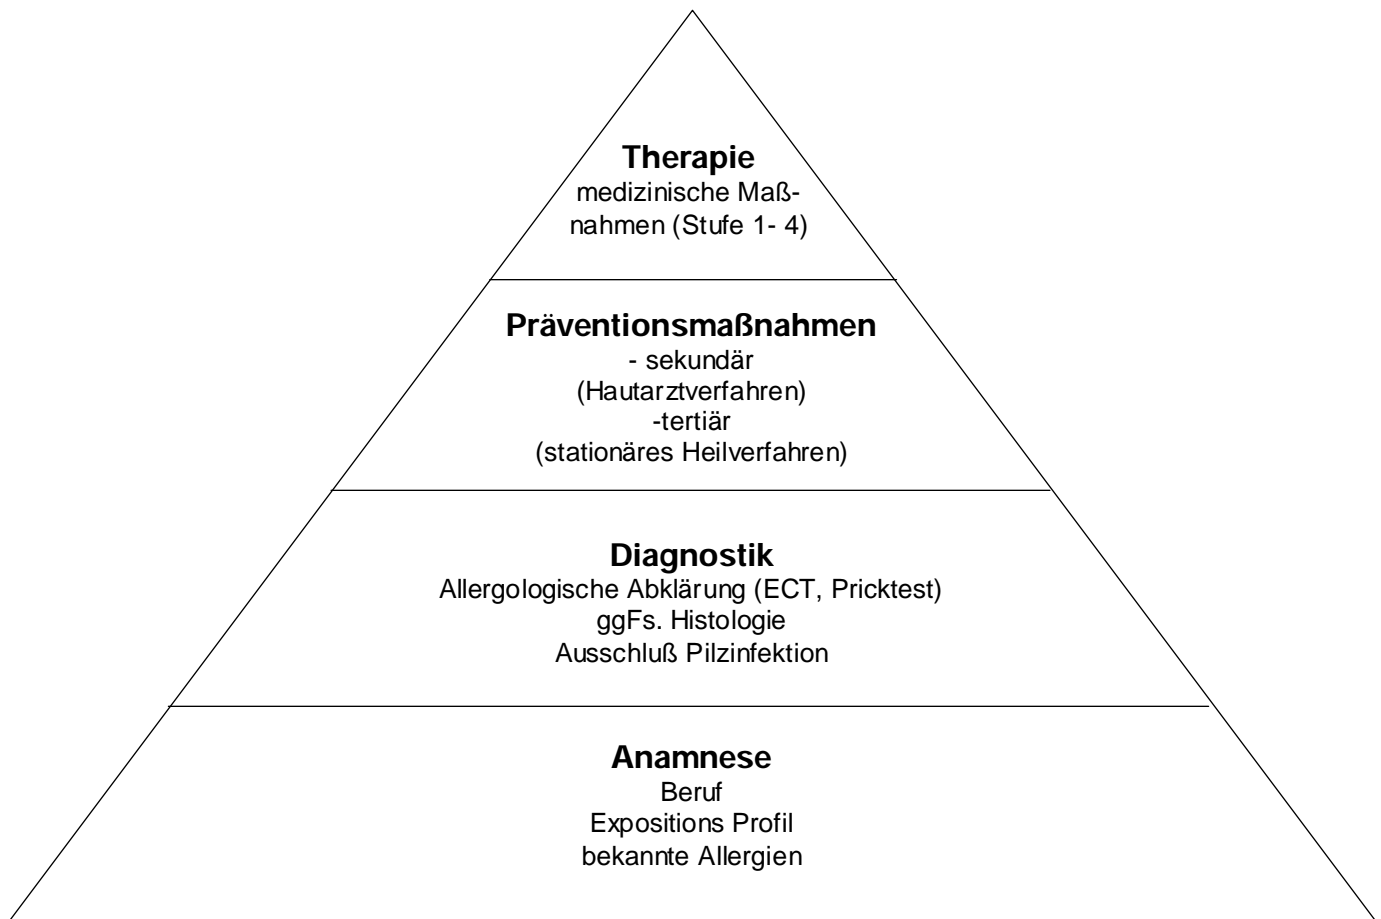 Therapie
medizinische Maß-
nahmen (Stufe 1- 4)
Präventionsmaßnahmen
- sekundär
(Hautarztverfahren)
-tertiär
(stationäres Heilverfahren)
Diagnostik
Allergologische Abklärung (ECT, Pricktest)
ggFs. Histologie
Ausschluß Pilzinfektion
Anamnese
Beruf
Expositions Profil
bekannte Allergien